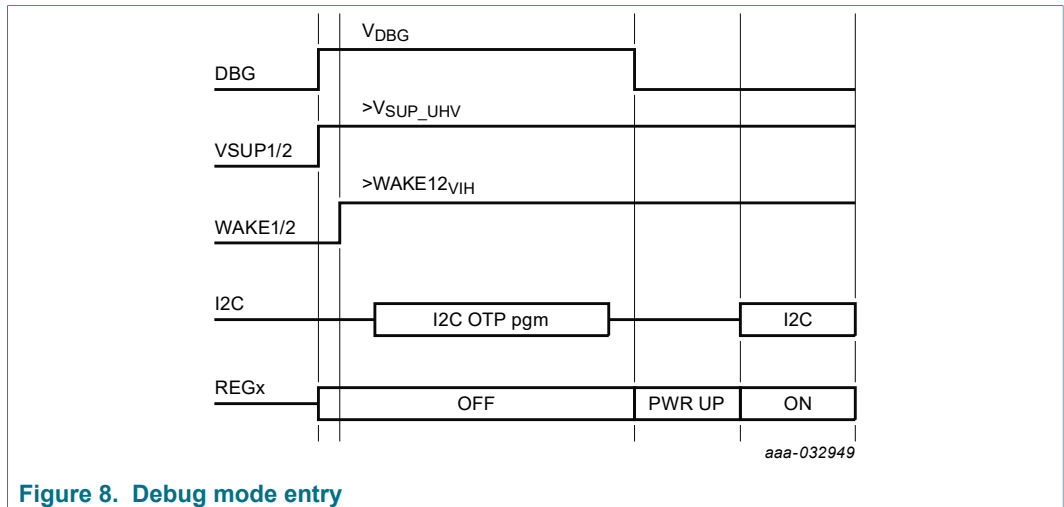 VDBG
DBG
>VSUP_UHV
VSUP1/2
>WAKE12VIH
WAKE1/2
I2C
I2C OTP pgm
I2C
REGx
OFF
PWR UP
ON
aaa-032949
Figure 8. Debug mode entry